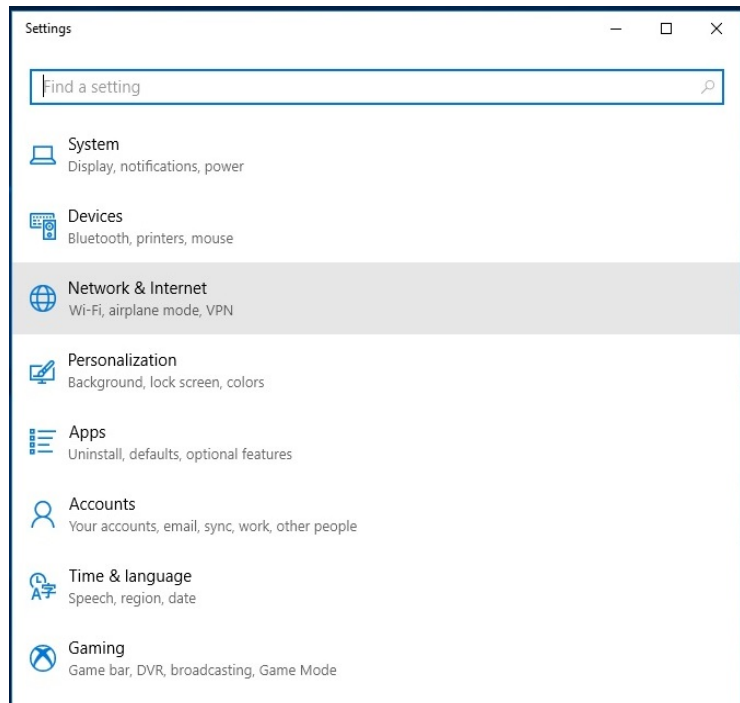 Settings
Find a setting
System
Display, notifications, power
Devices
Bluetooth, printers, mouse
Network & Internet
Wi-Fi, airplane mode, VPN
Personalization
Background, lock screen, colors
Apps
Uninstall, defaults, optional features
Accounts
Your accounts, email, sync, work, other people
Time & language
Speech, region, date
Gaming
Game bar, DVR, broadcasting, Game Mode